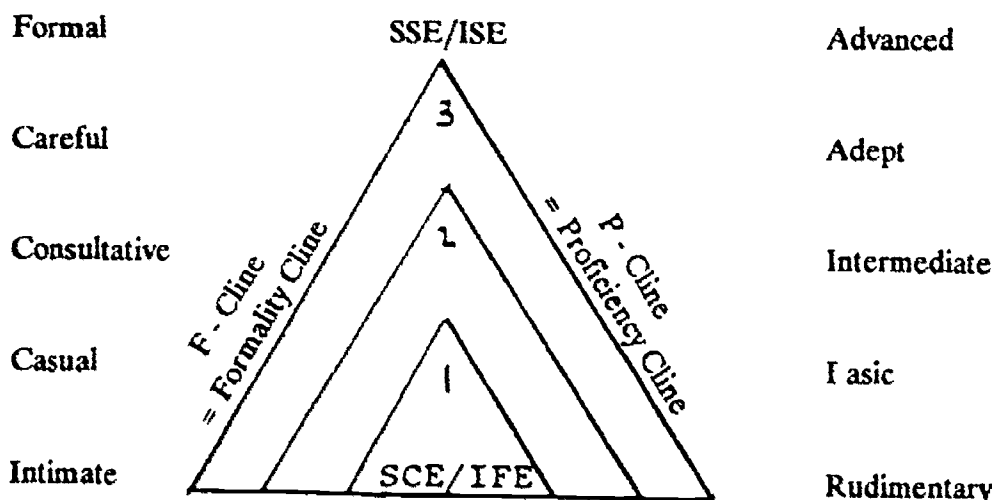 Formal
SSE/ISE
Advanced
Careful
3
Adept
Consultative
2
Intermediate
F - Cline
= Formality Cline
P - Cline
= Proficiency Cline
Casual
1
I asic
Intimate
SCE/IFE
Rudimentary